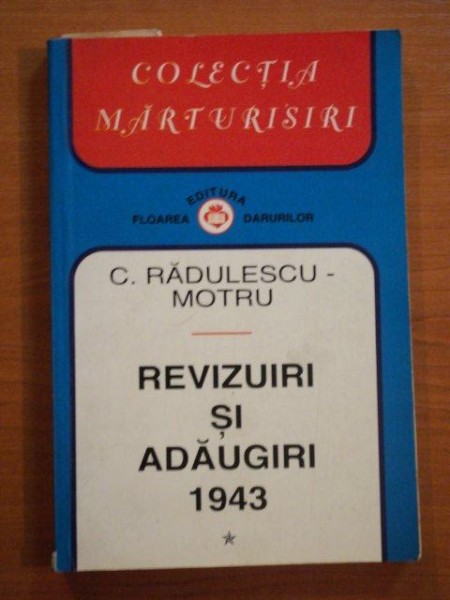 COLECȚIA
MĂRTURISIRI
EDITURA
FLOAREA DARURILOR
C. RĂDULESCU -
MOTRU
REVIZUIRI
ȘI
ADĂUGIRI
1943
*